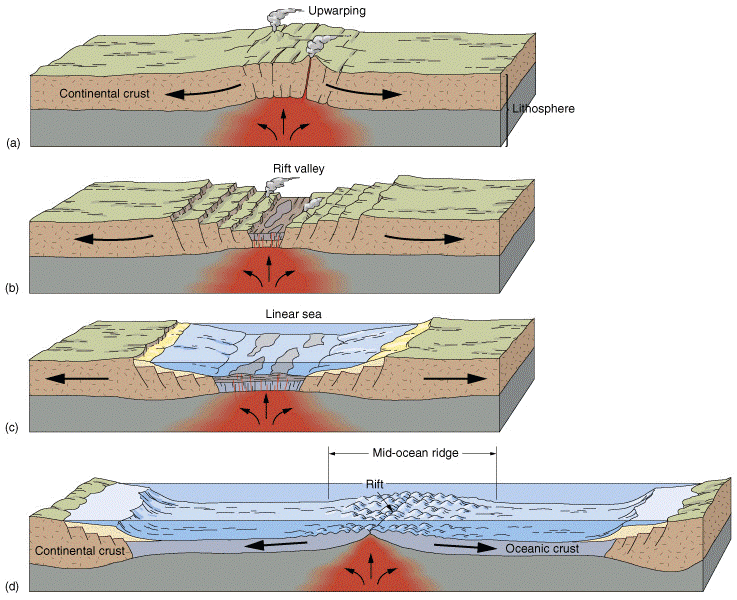 Upwarping
Continental crust
Lithosphere
(a)
Rift valley
(b)
Linear sea
(c)
Mid-ocean ridge
Rift
Continental crust
Oceanic crust
(d)